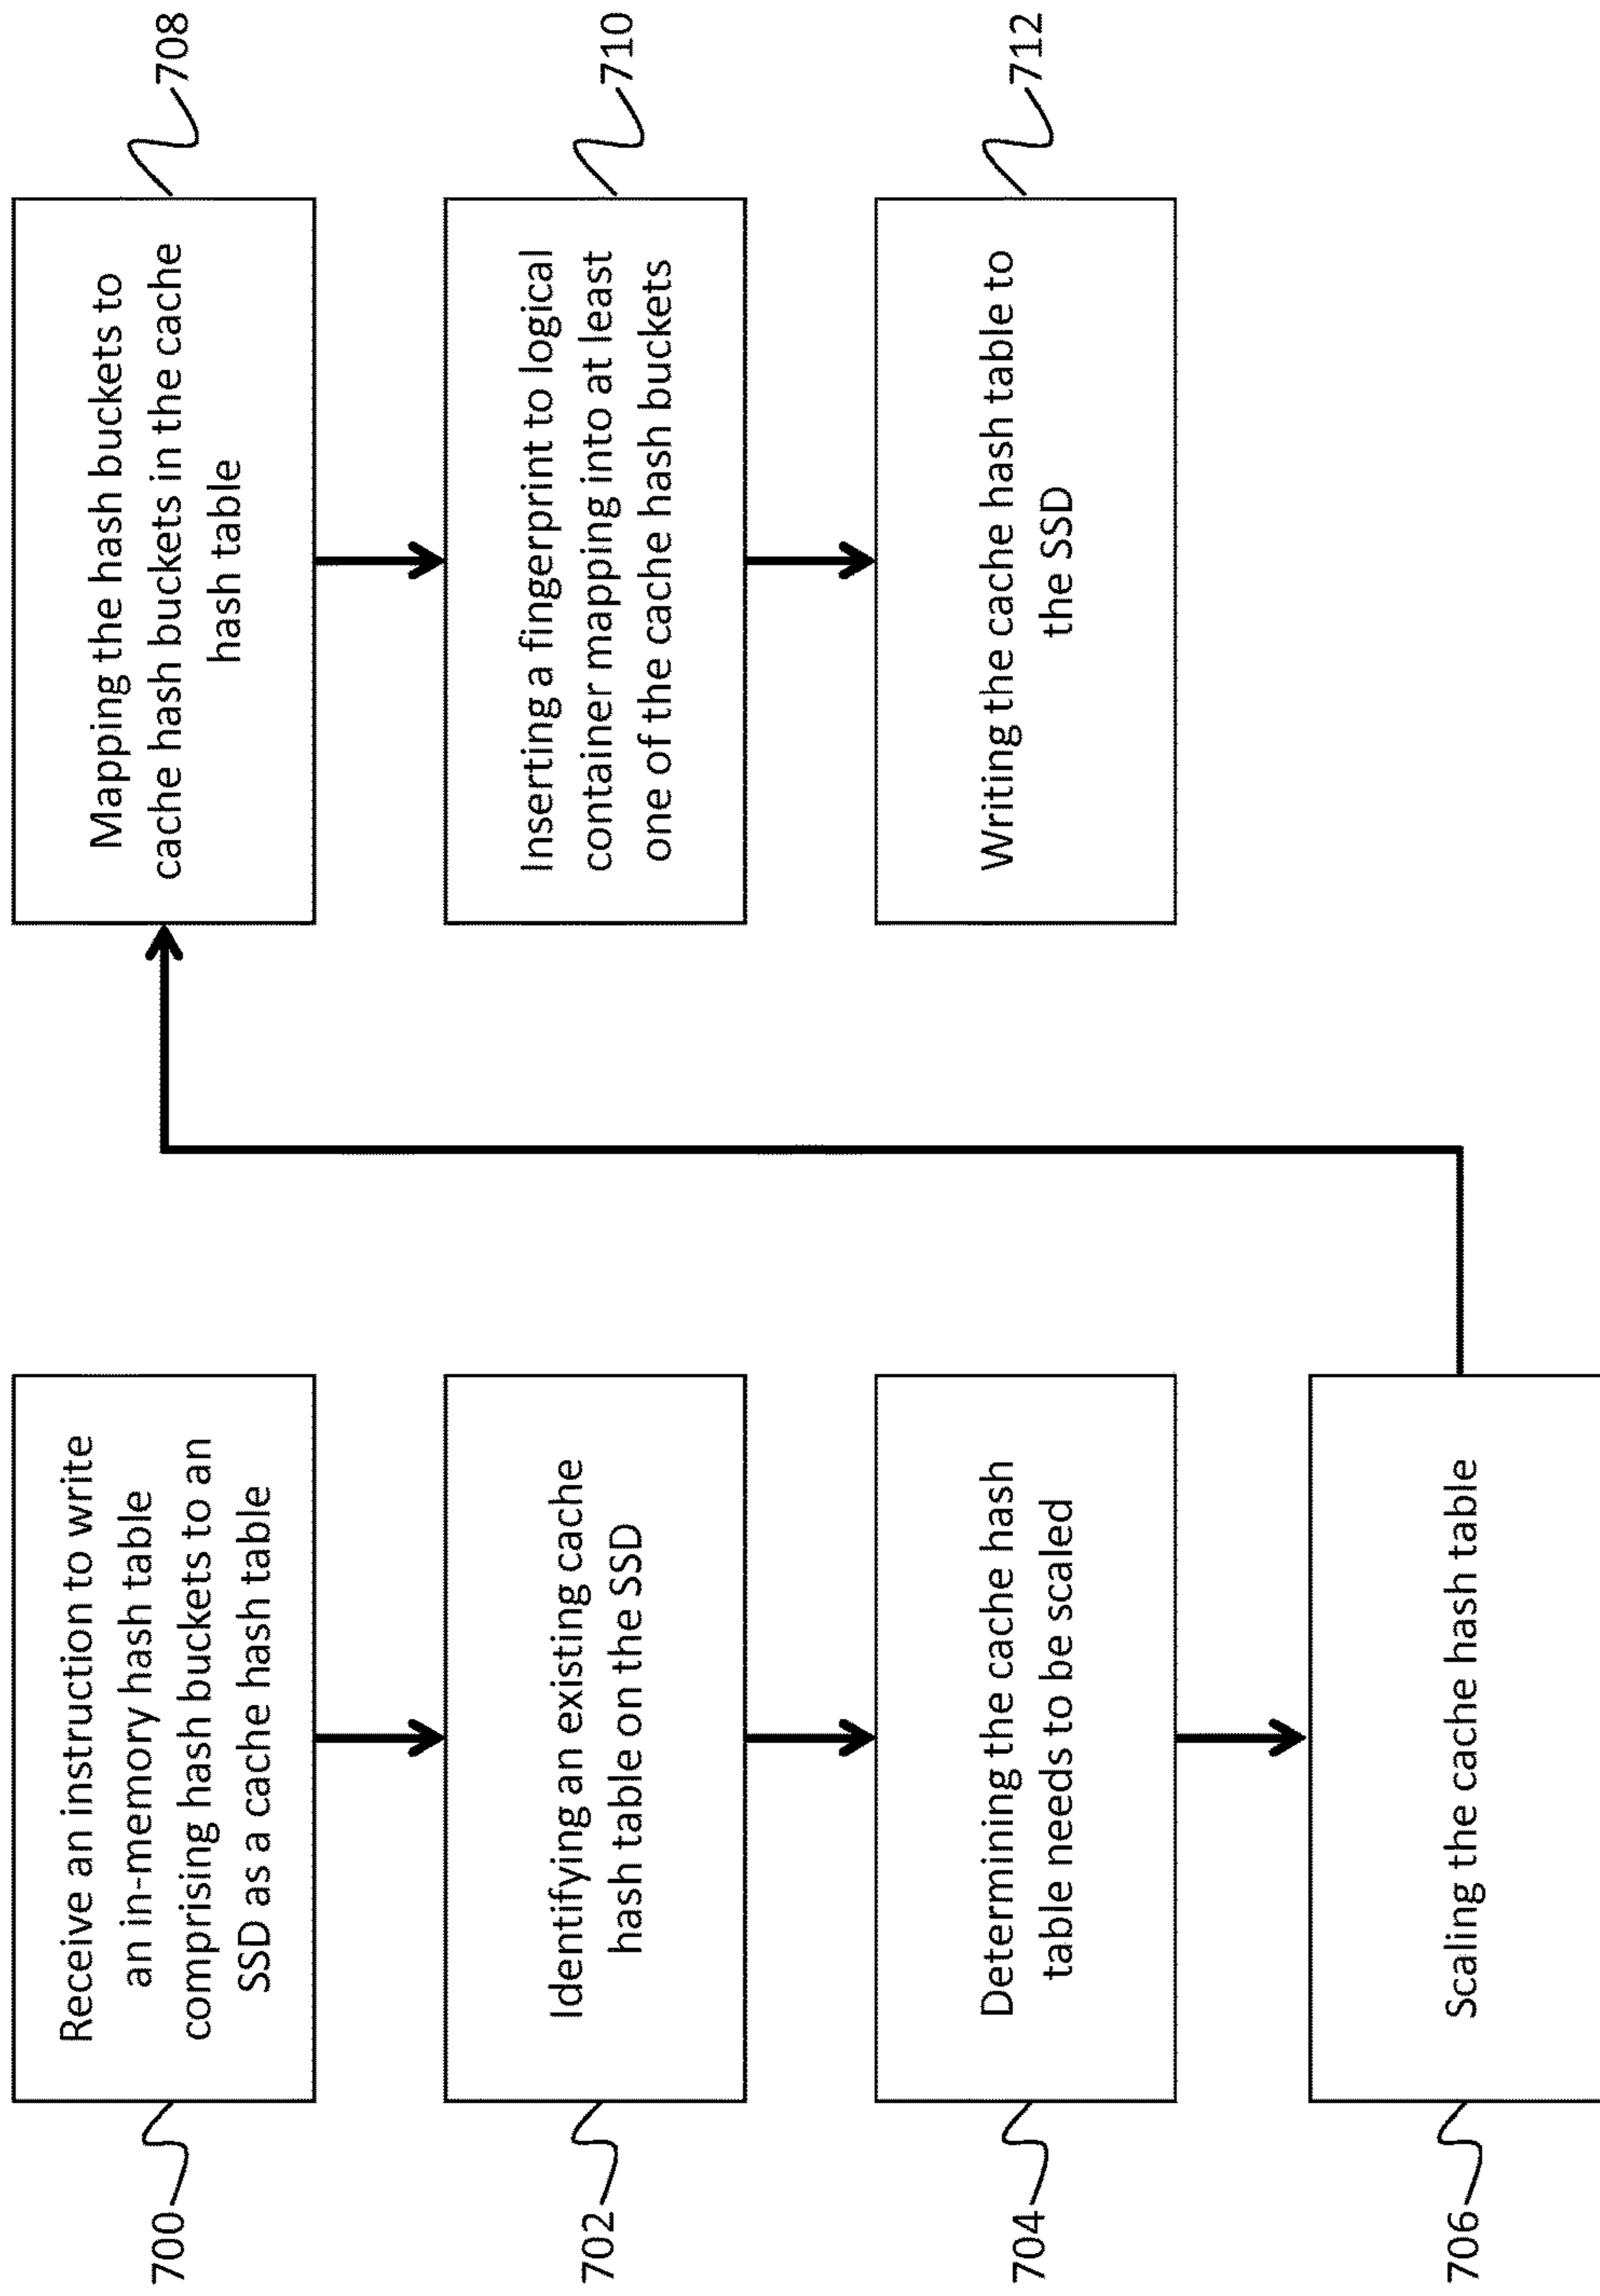 700
Receive an instruction to write
an in-memory hash table
comprising hash buckets to an
SSD as a cache hash table
702
Identifying an existing cache
hash table on the SSD
704
Determining the cache hash
table needs to be scaled
706
Scaling the cache hash table
Mapping the hash buckets to
cache hash buckets in the cache
hash table
708
Inserting a fingerprint to logical
container mapping into at least
one of the cache hash buckets
710
Writing the cache hash table to
the SSD
712